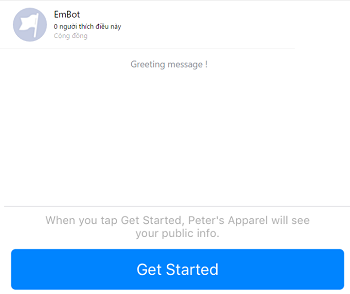 EmBot
0 người thích điều này
Cộng đồng
Greeting message !
When you tap Get Started, Peter's Apparel will see
your public info.
Get Started